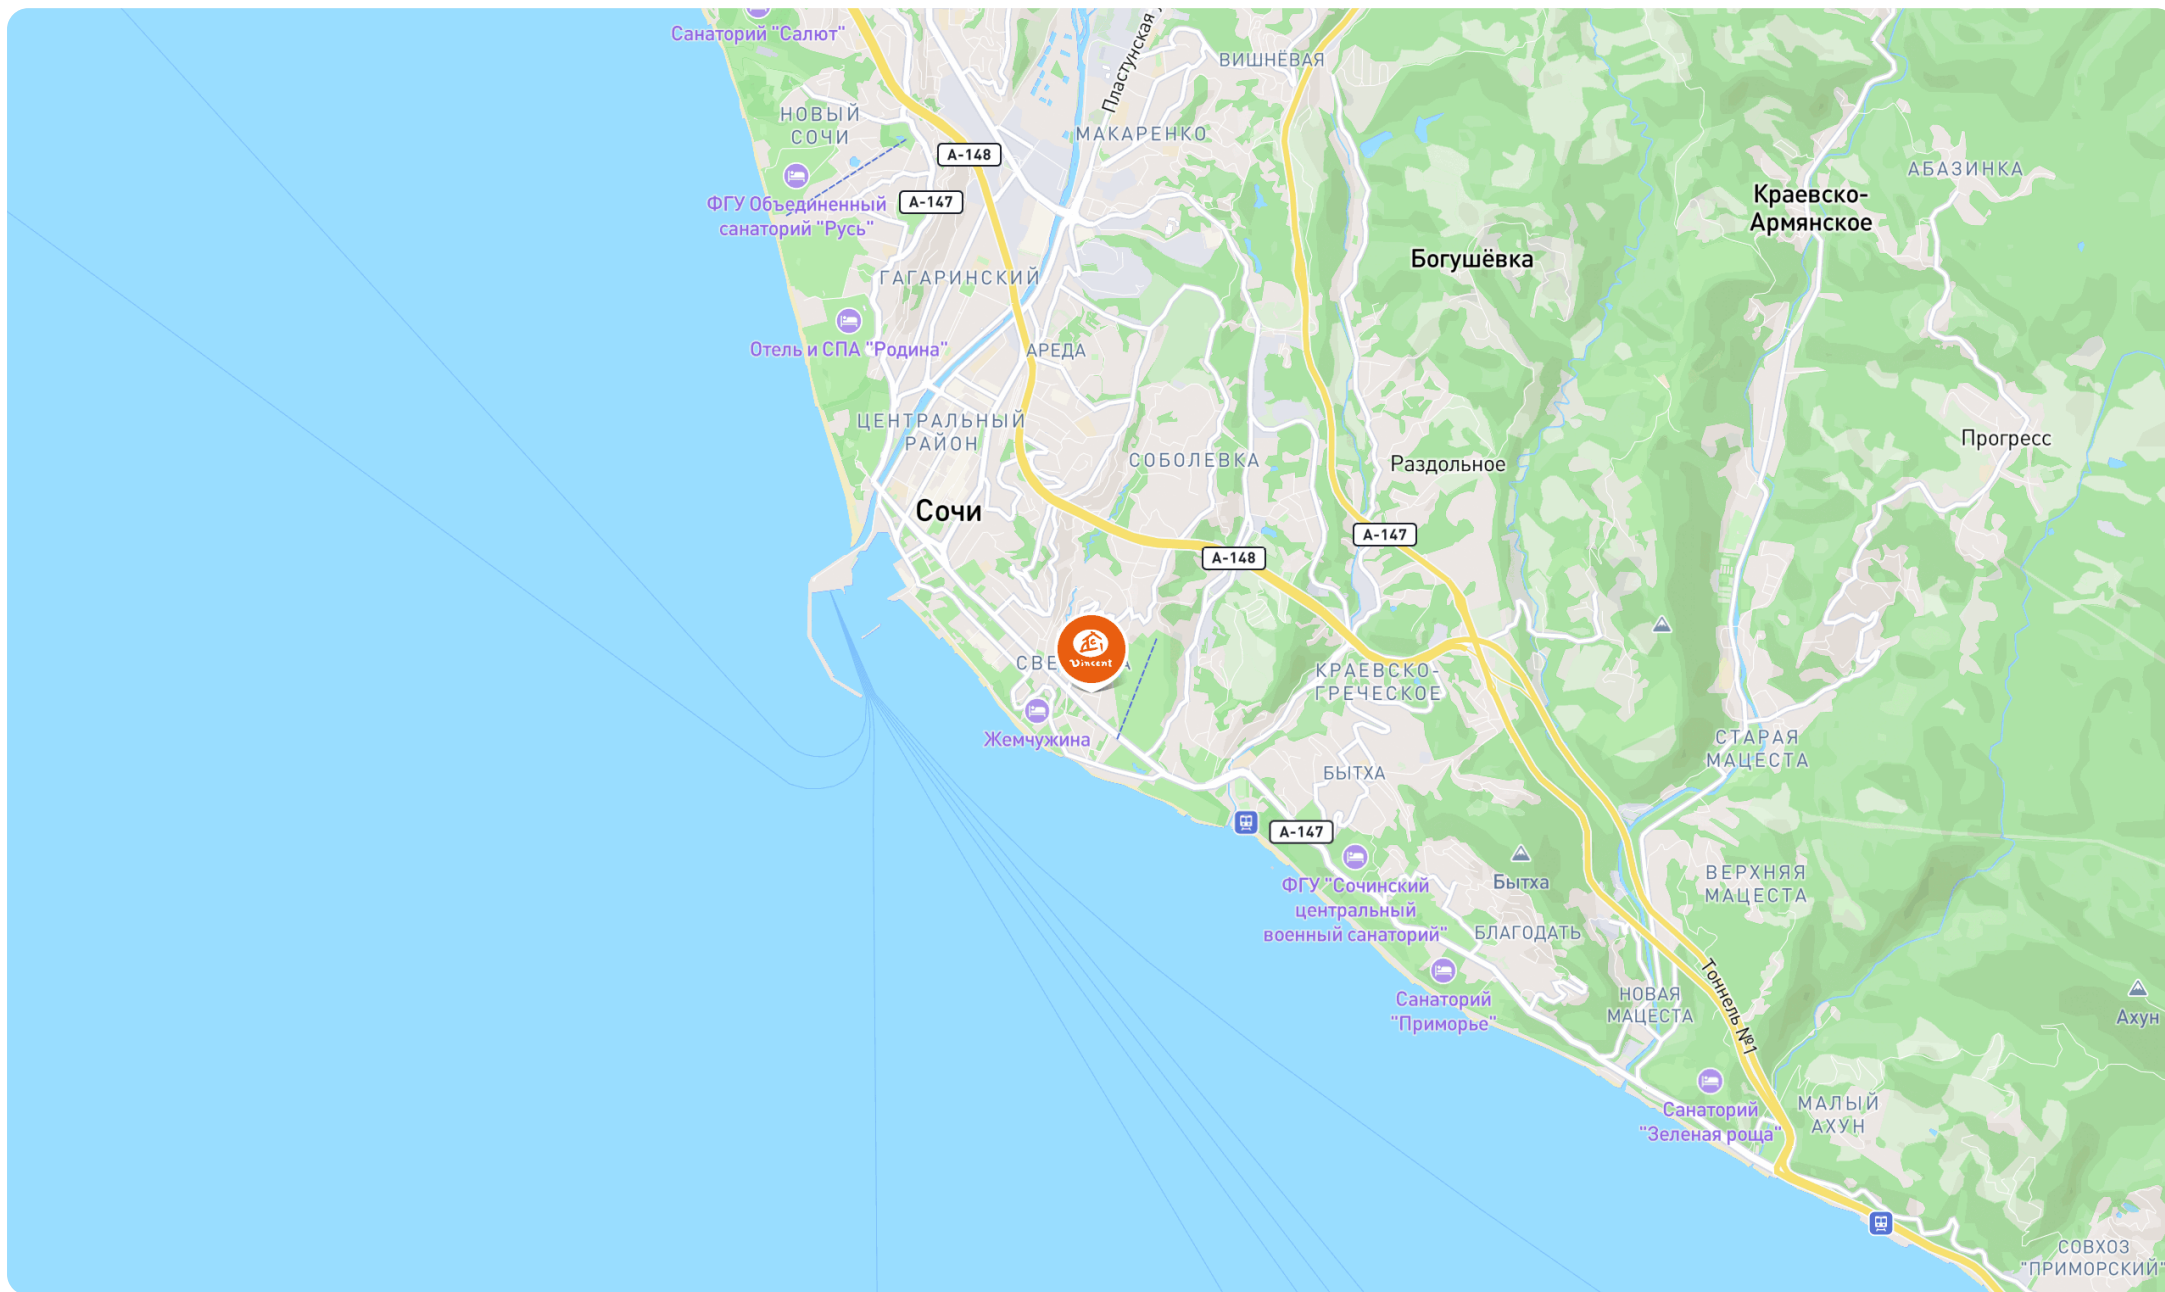 Санаторий "Салют"
Пластунская
ВИШНЁВАЯ
НОВЫЙ
СОЧИ
МАКАРЕНКО
А-148
АБАЗИНКА
ФГУ Объединенный
санаторий "Русь"
А-147
Краевско-
Армянское
Богушёвка
ГАГАРИНСКИЙ
Отель и СПА "Родина"
АРЕДА
ЦЕНТРАЛЬНЫЙ
РАЙОН
СОБОЛЕВКА
Раздольное
Прогресс
Сочи
А-147
А-148
Vincent
КРАЕВСКО-
ГРЕЧЕСКОЕ
Жемчужина
СТАРАЯ
МАЦЕСТА
БЫТХА
А-147
ФГУ "Сочинский
центральный
военный санаторий"
Бытха
ВЕРХНЯЯ
МАЦЕСТА
БЛАГОДАТЬ
Санаторий
"Приморье"
НОВАЯ
МАЦЕСТА
Тоннель №1
Ахун
Санаторий
"Зеленая роща"
МАЛЫЙ
АХУН
СОВХОЗ
"ПРИМОРСКИЙ"